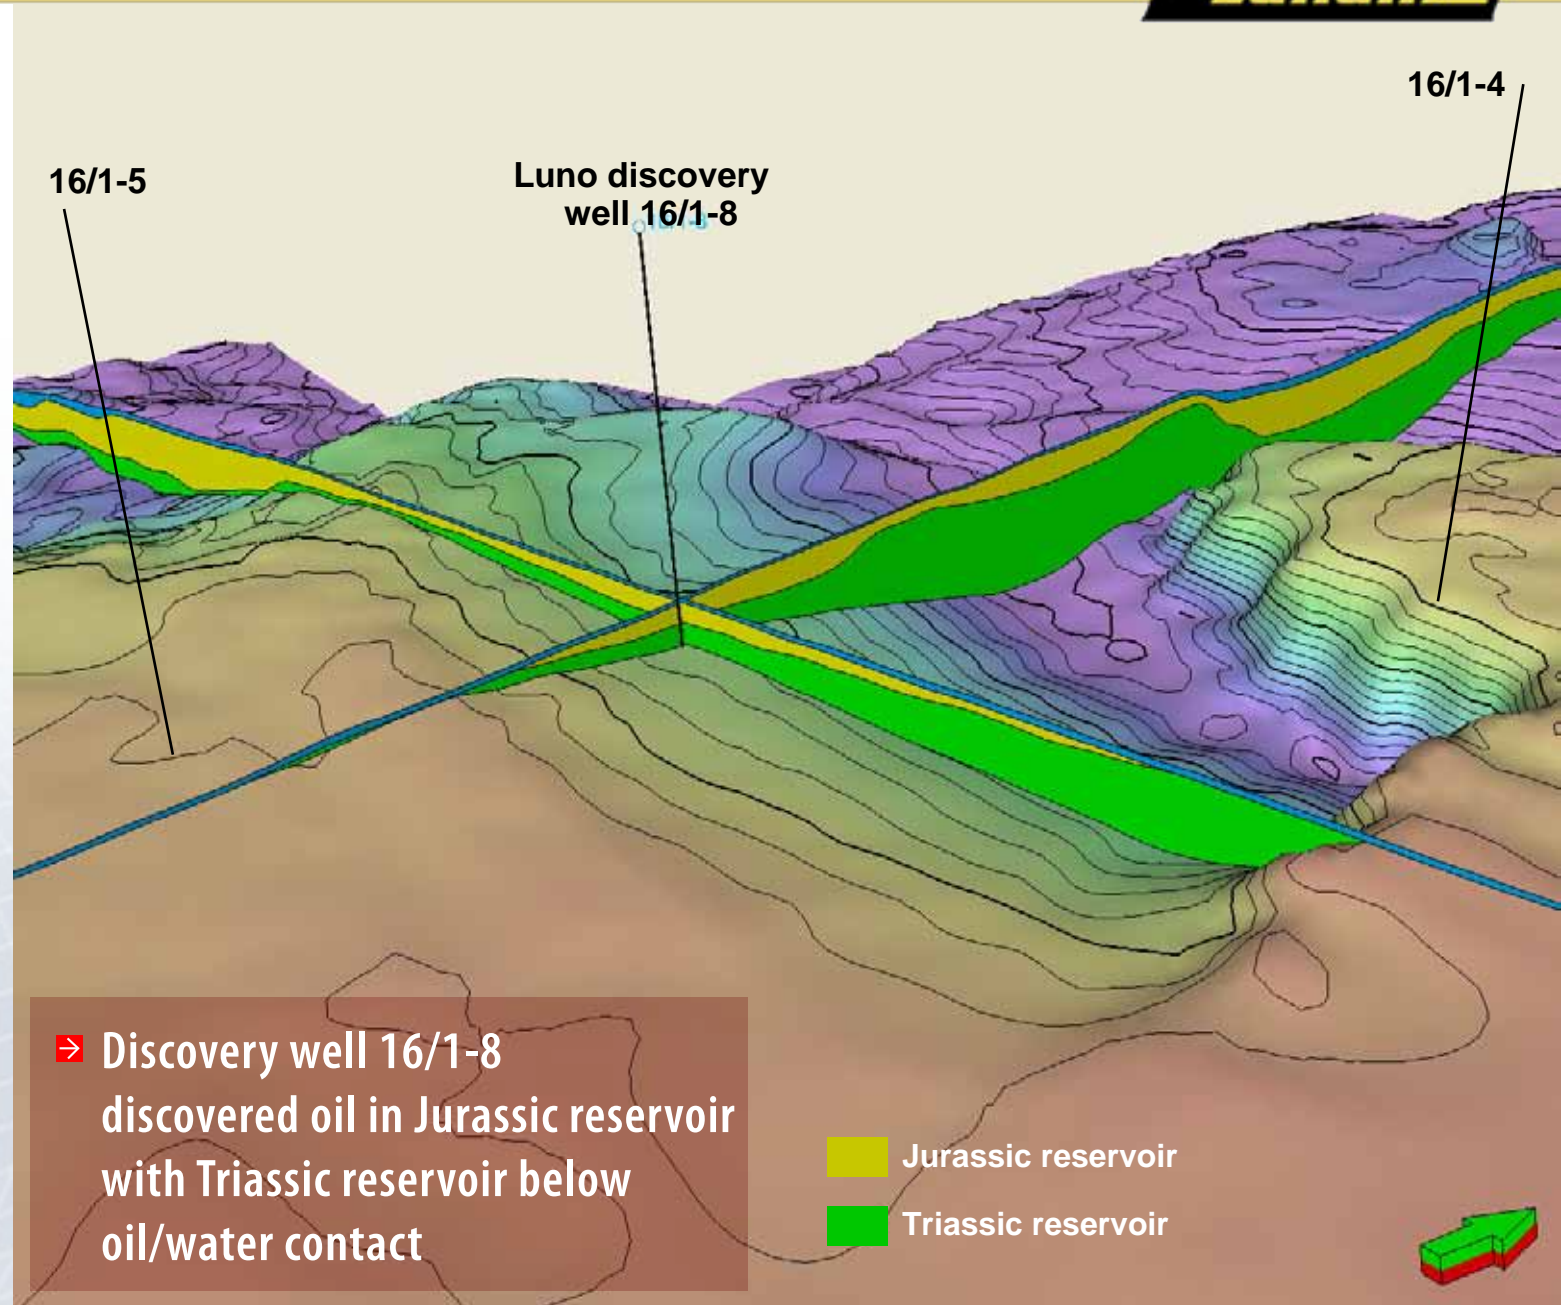 16/1-4
16/1-5
Luno discovery
well 16/1-8
Discovery well 16/1-8
discovered oil in Jurassic reservoir
with Triassic reservoir below
oil/water contact
Jurassic reservoir
Triassic reservoir